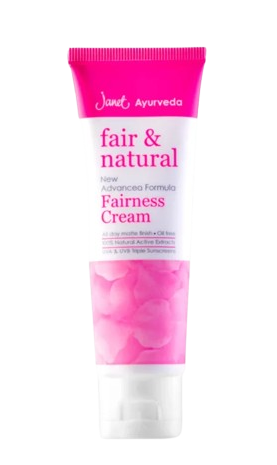 Janet Ayurveda
fair &
natural
New
Advanced Formula
Fairness
Cream
All day matte finish • Oil free
100% Natural Active Extracts
UVA & UVB Triple Sunscreens